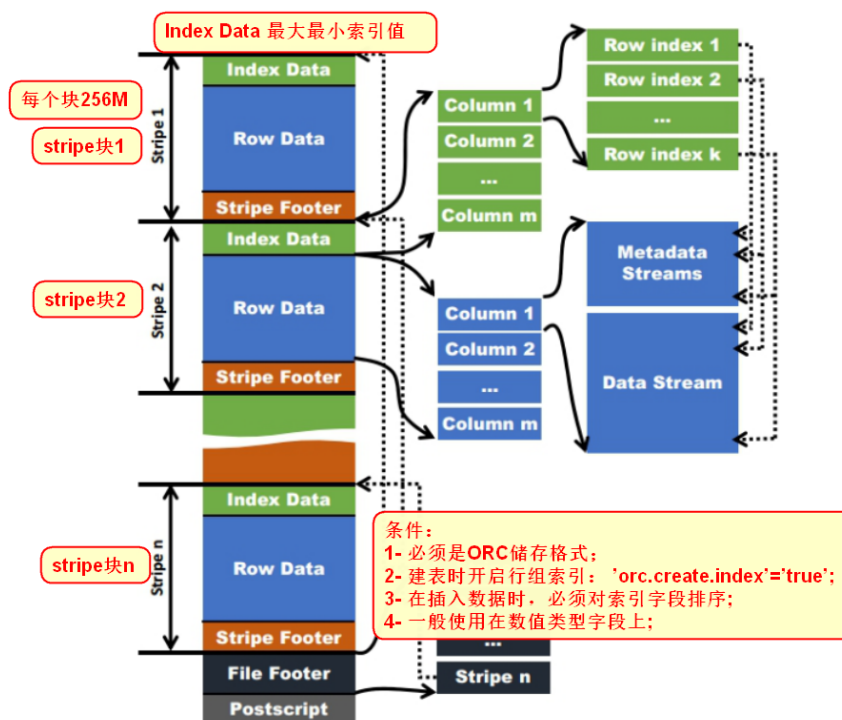 Index Data 最大最小索引值
每个块256M
stripe块1
Stripe 1
Index Data
Row Data
Stripe Footer
stripe块2
Stripe 2
Index Data
Row Data
Stripe Footer
stripe块n
Stripe n
Index Data
Row Data
Stripe Footer
File Footer
Postscript
Column 1
Column 2
...
Column m
Row index 1
Row index 2
...
Row index k
Column 1
Column 2
...
Column m
Metadata
Streams
Data Stream
条件：
1- 必须是ORC储存格式；
2- 建表时开启行组索引： ’orc.create.index’=’true’;
3- 在插入数据时，必须对索引字段排序；
4- 一般使用在数值类型字段上；
...
Stripe n